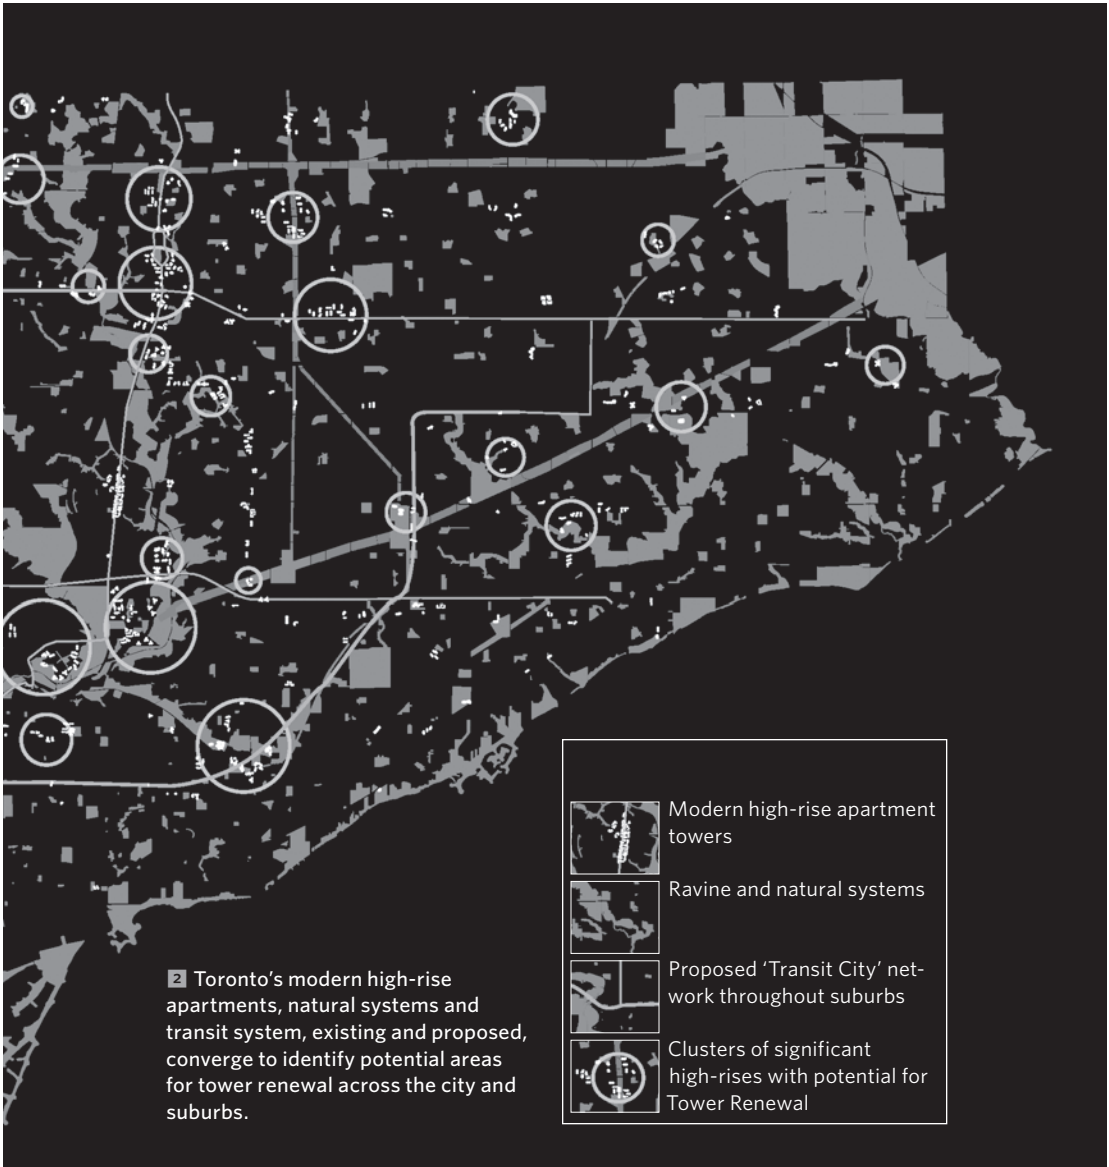 Modern high-rise apartment
towers
Ravine and natural systems
Proposed ‘Transit City’ net-
work throughout suburbs
Clusters of significant
high-rises with potential for
Tower Renewal
2 Toronto’s modern high-rise
apartments, natural systems and
transit system, existing and proposed,
converge to identify potential areas
for tower renewal across the city and
suburbs.